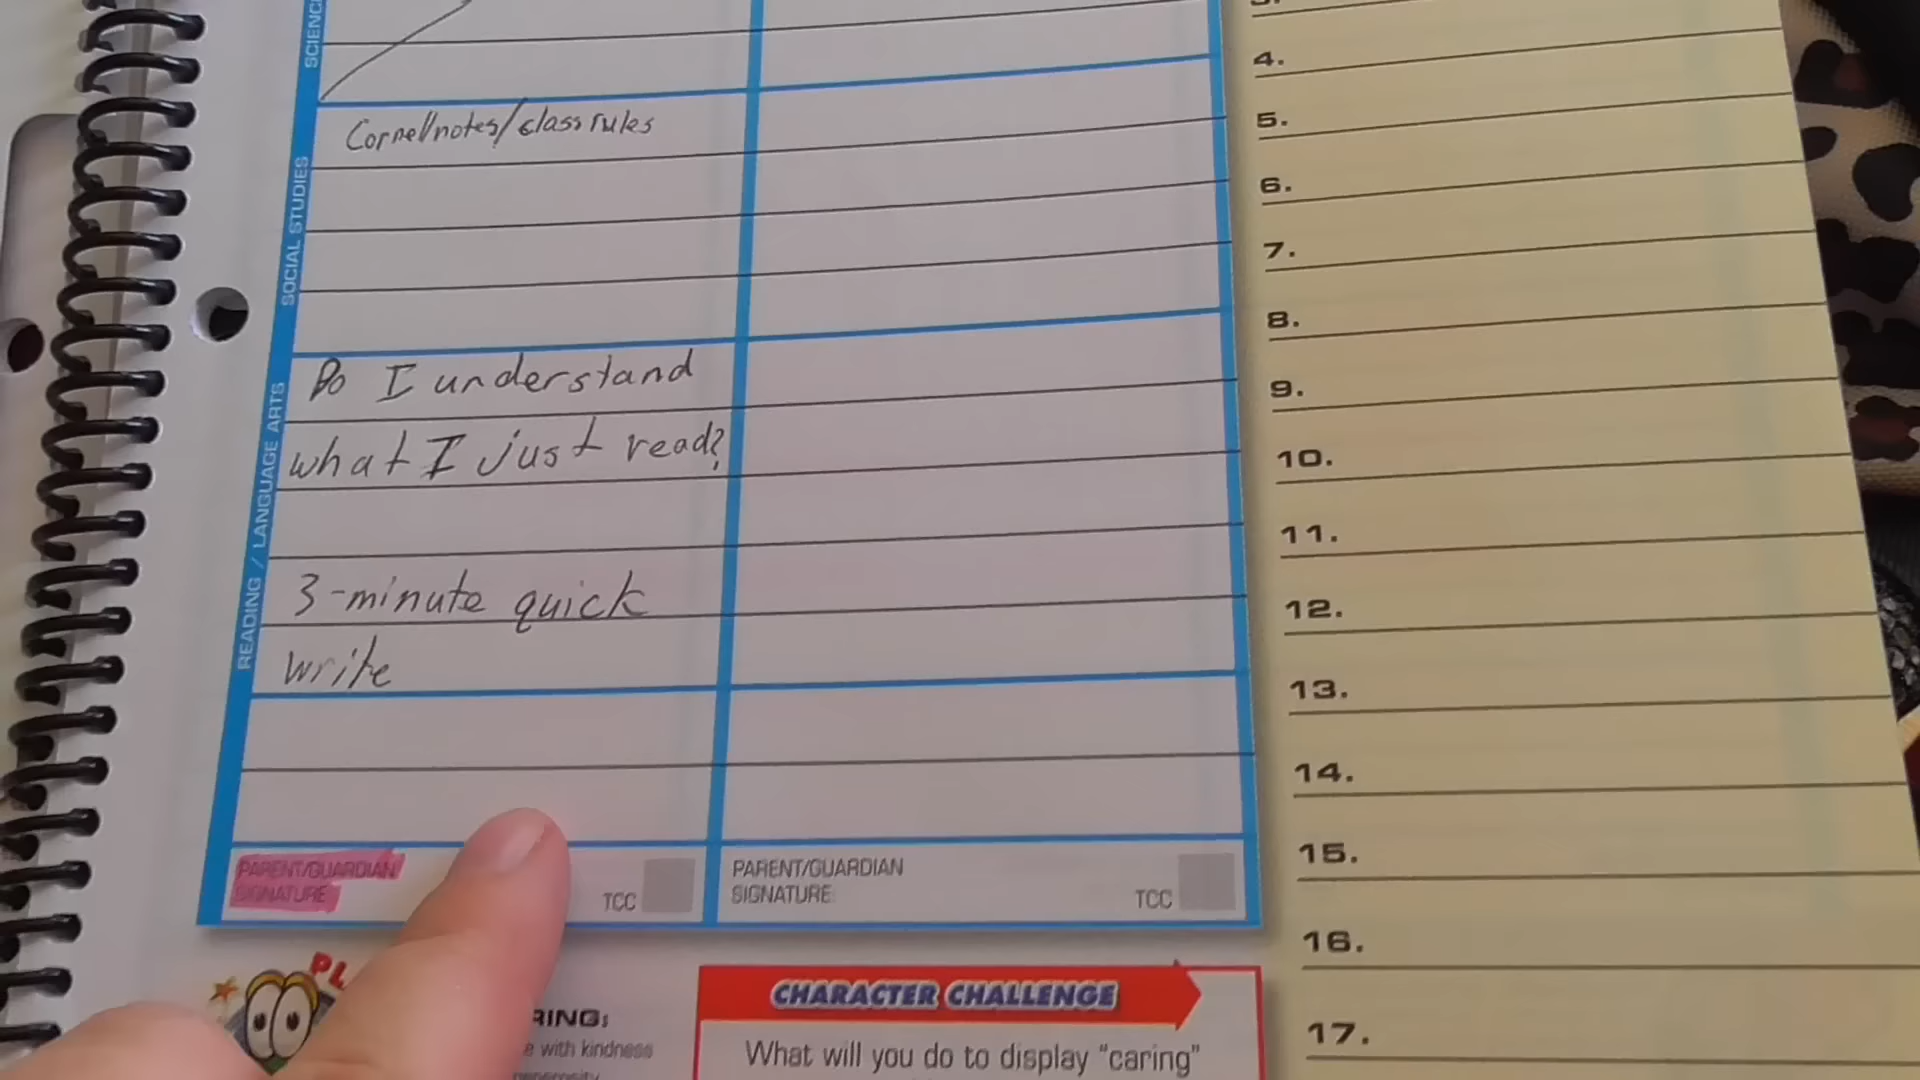 SCIENC
Cornell notes/class rules
SOCIAL STUDIES
Do I understand
what I just read?
READING / LANGUAGE ARTS
3-minute quick
write
PARENT/GUARDIAN
SIGNATURE
TCC
PARENT/GUARDIAN
SIGNATURE:
TCC
PL
RING:
e with kindness
CHARACTER CHALLENGE
What will you do to display "caring"
4.
5.
6.
7.
8.
9.
10.
11.
12.
13.
14.
15.
16.
17.